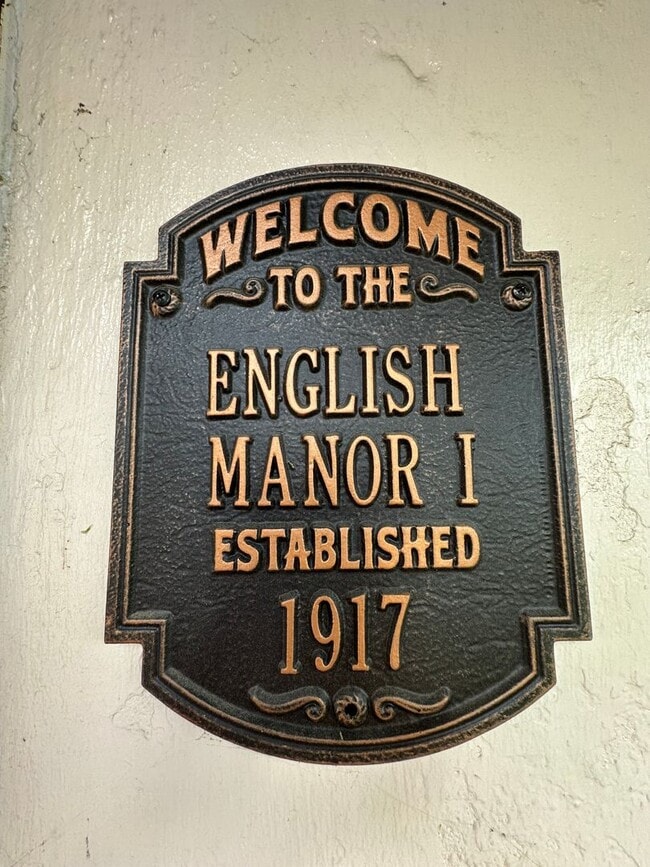 WELCOME
TO THE
ENGLISH
MANOR I
ESTABLISHED
1917